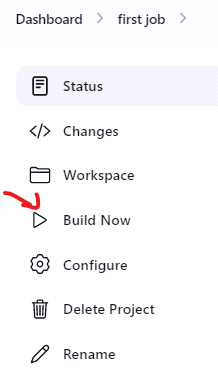 Dashboard > first job >
Status
Changes
Workspace
Build Now
Configure
Delete Project
Rename